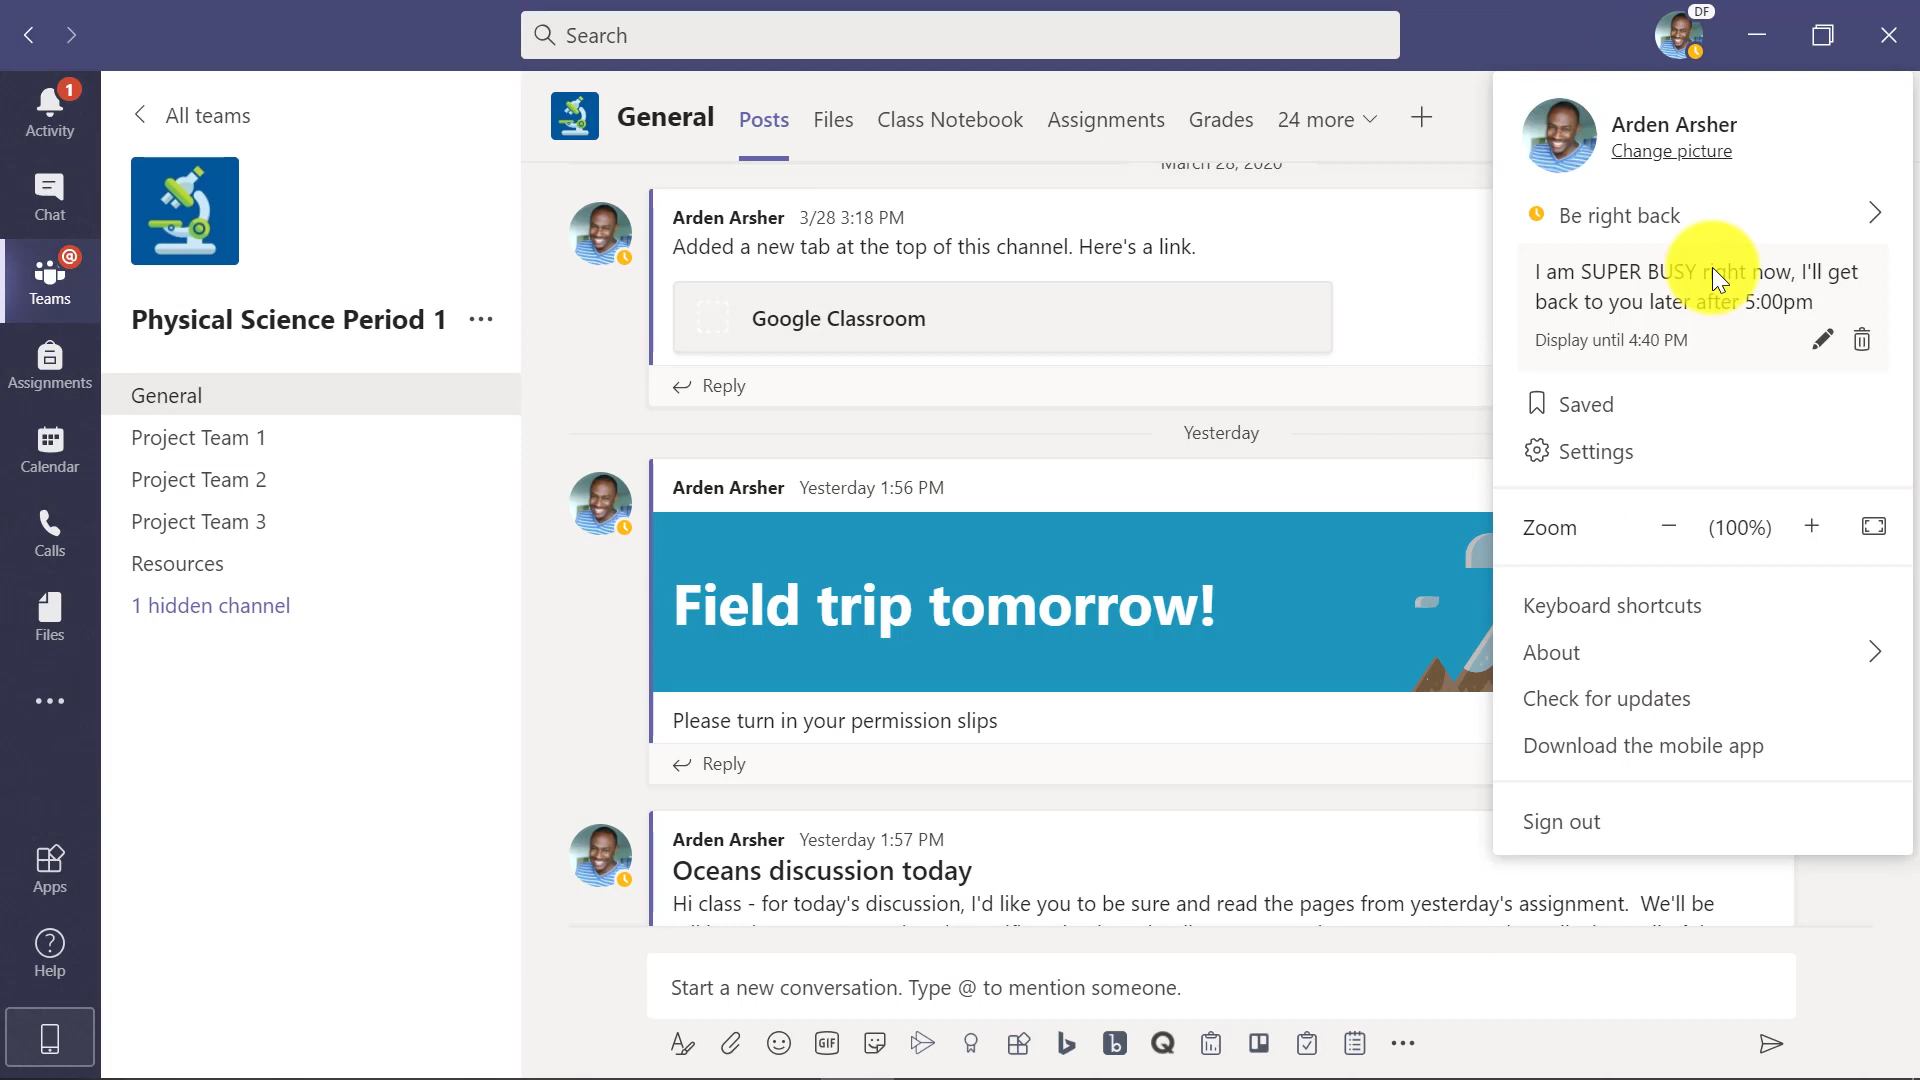 Search
DF
1
Activity
Chat
@
Teams
Assignments
Calendar
Calls
Files
Apps
Help
All teams
Physical Science Period 1
General
Project Team 1
Project Team 2
Project Team 3
Resources
1 hidden channel
General
Posts
Files
Class Notebook
Assignments
Grades
24 more
March 28, 2020
Arden Arsher 3/28 3:18 PM
Added a new tab at the top of this channel. Here's a link.
Google Classroom
Reply
Yesterday
Arden Arsher Yesterday 1:56 PM
Field trip tomorrow!
Please turn in your permission slips
Reply
Arden Arsher Yesterday 1:57 PM
Oceans discussion today
Hi class - for today's discussion, I'd like you to be sure and read the pages from yesterday's assignment. We'll be
Start a new conversation. Type @ to mention someone.
GIF
Arden Arsher
Change picture
Be right back
I am SUPER BUSY right now, I'll get
back to you later after 5:00pm
Display until 4:40 PM
Saved
Settings
Zoom
(100%)
Keyboard shortcuts
About
Check for updates
Download the mobile app
Sign out